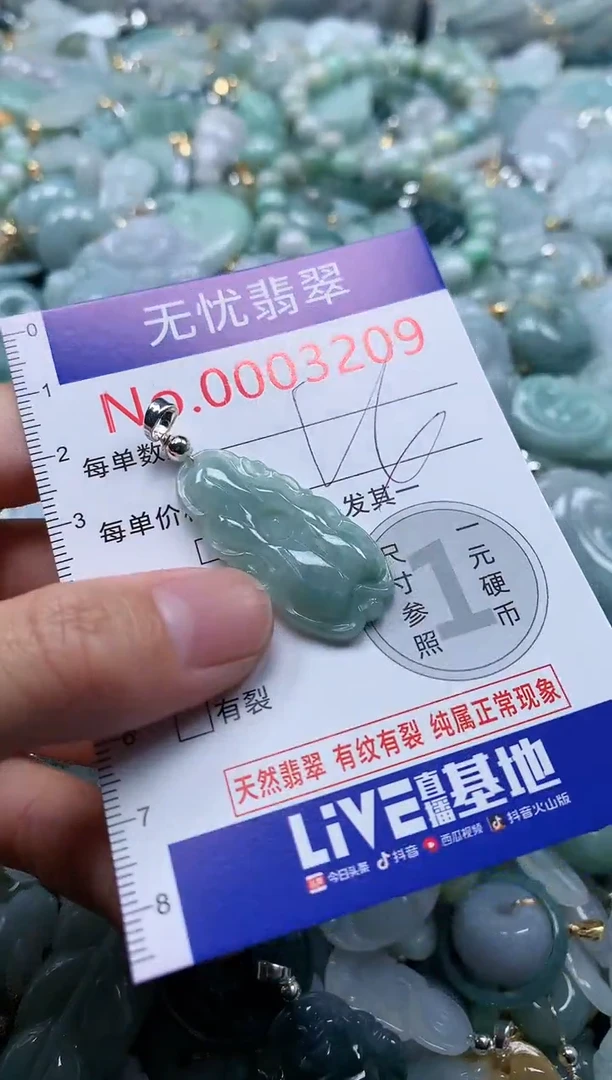 无忧翡翠
No.0003209
每单数
每单价
发其一
一元硬币
1
尺寸参照
有裂
天然翡翠 有纹有裂 纯属正常现象
LiVE直播基地
今日头条 抖音 西瓜视频 抖音火山版
0
1
2
3
6
7
8